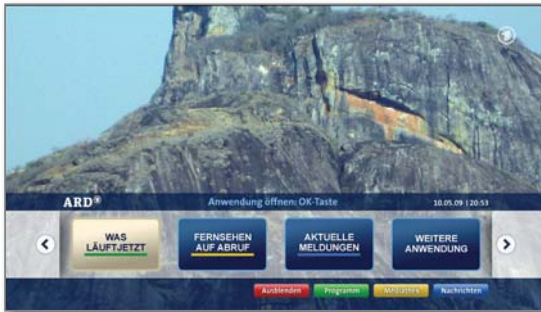 ARD Anwendung öffnen: OK-Taste 10.05.09 | 20:53
WAS
LÄUFTJETZT
FERNSEHEN
AUF ABRUF
AKTUELLE
MELDUNGEN
WEITERE
ANWENDUNG
Ausblenden Programm Mediathek Nachrichten